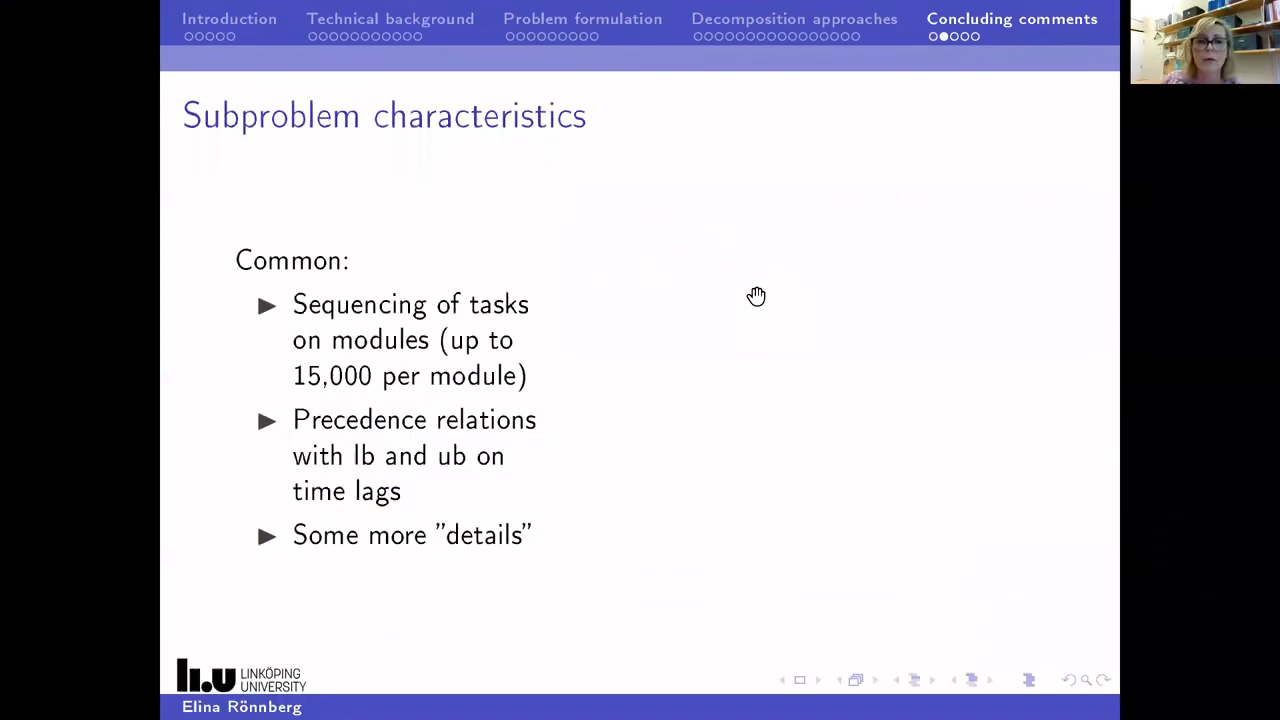 Introduction Technical background Problem formulation Decomposition approaches Concluding comments
Subproblem characteristics
Common:
Sequencing of tasks
on modules (up to
15,000 per module)
Precedence relations
with lb and ub on
time lags
Some more ”details”
li.u LINKÖPING
UNIVERSITY
Elina Rönnberg